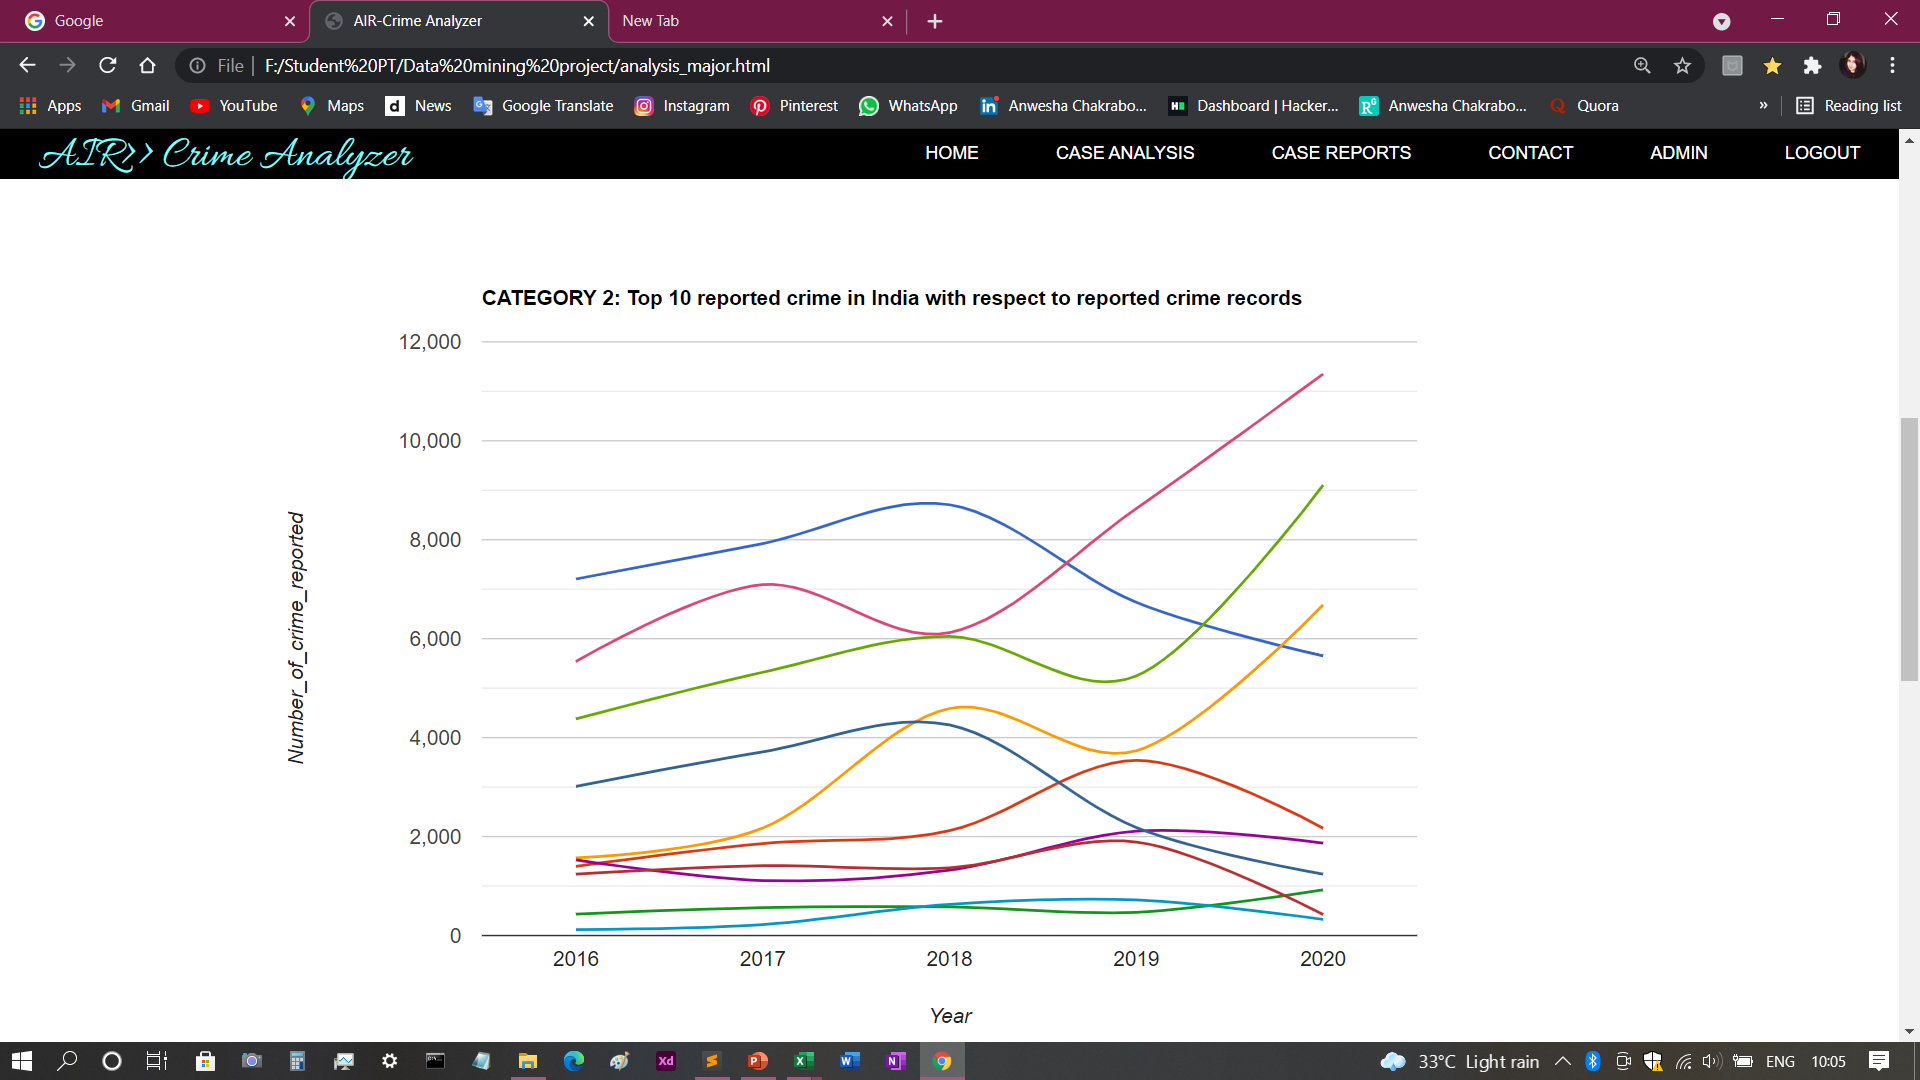 Google
AIR-Crime Analyzer
New Tab
File
F:/Student%20PT/Data%20mining%20project/analysis_major.html
Apps
Gmail
YouTube
Maps
d
News
Google Translate
Instagram
Pinterest
WhatsApp
in
Anwesha Chakrabo...
Dashboard | Hacker...
Anwesha Chakrabo...
Quora
»
Reading list
AIR>> Crime Analyzer
HOME
CASE ANALYSIS
CASE REPORTS
CONTACT
ADMIN
LOGOUT
CATEGORY 2: Top 10 reported crime in India with respect to reported crime records
12,000
10,000
8,000
6,000
4,000
2,000
0
Number_of_crime_reported
2016
2017
2018
2019
2020
Year
Xd
33°C Light rain
ENG
10:05